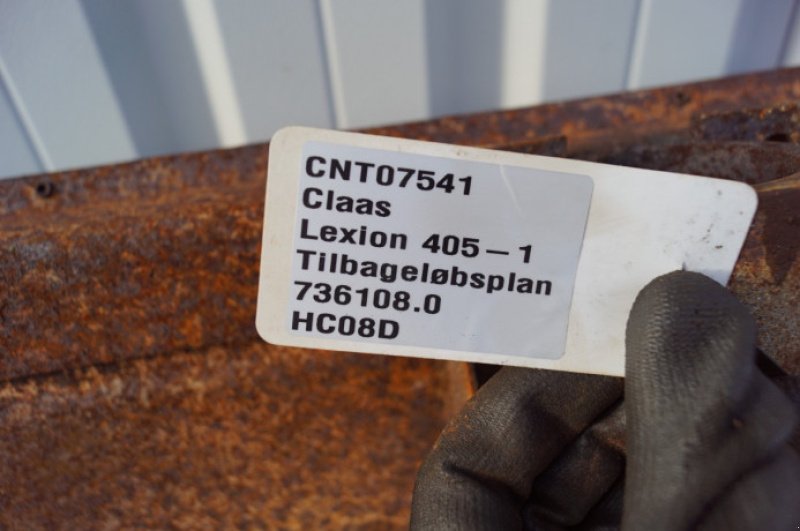 CNT07541
Claas
Lexion 405-1
Tilbageløbsplan
736108.0
HC08D